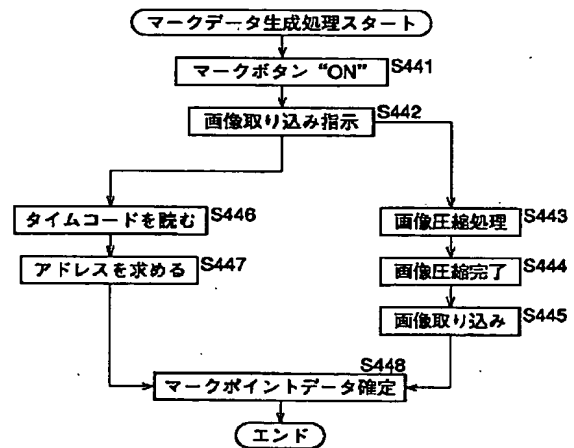 マークデータ生成処理スタート
マークボタン “ON” S441
画像取り込み指示 S442
タイムコードを読む S446
アドレスを求める S447
画像圧縮処理 S443
画像圧縮完了 S444
画像取り込み S445
S448
マークポイントデータ確定
エンド